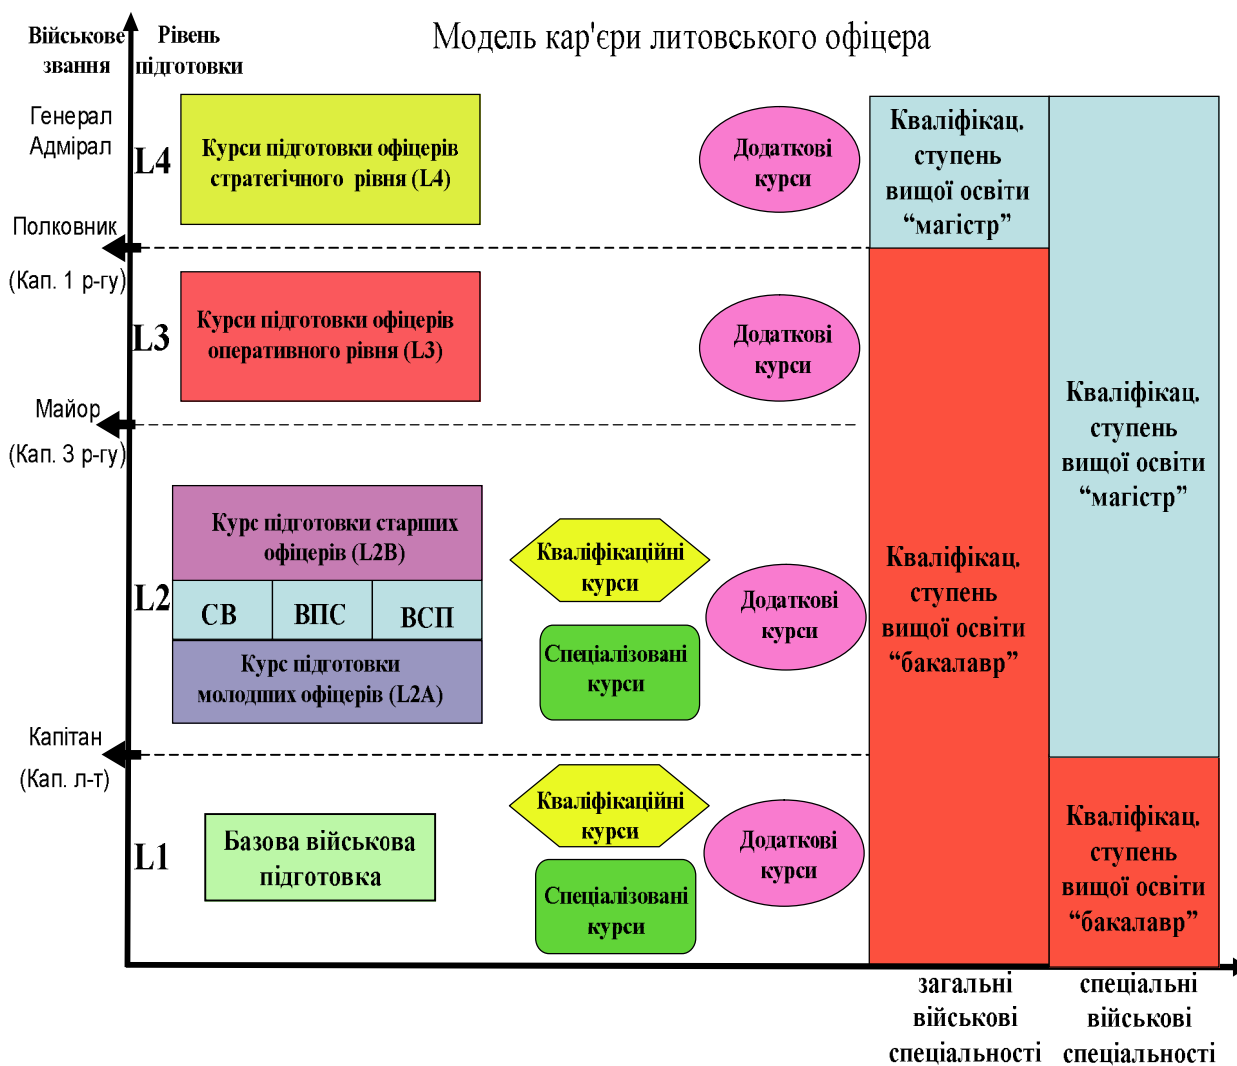 Модель кар'єри литовського офіцера
Військове
звання
Рівень
підготовки
Генерал
Адмірал
L4
Курси підготовки офіцерів
стратегічного рівня (L4)
Додаткові
курси
Кваліфікац.
ступень
вищої освіти
“магістр”
Полковник
(Кап. 1 р-гу)
L3
Курси підготовки офіцерів
оперативного рівня (L3)
Додаткові
курси
Майор
(Кап. 3 р-гу)
Кваліфікац.
ступень
вищої освіти
“магістр”
L2
Курс підготовки старших
офіцерів (L2B)
СВ
ВПС
ВСП
Курс підготовки
молодших офіцерів (L2A)
Кваліфікаційні
курси
Спеціалізовані
курси
Додаткові
курси
Кваліфікац.
ступень
вищої освіти
“бакалавр”
Капітан
(Кап. л-т)
L1
Базова військова
підготовка
Кваліфікаційні
курси
Спеціалізовані
курси
Додаткові
курси
Кваліфікац.
ступень
вищої освіти
“бакалавр”
загальні
військові
спеціальності
спеціальні
військові
спеціальності